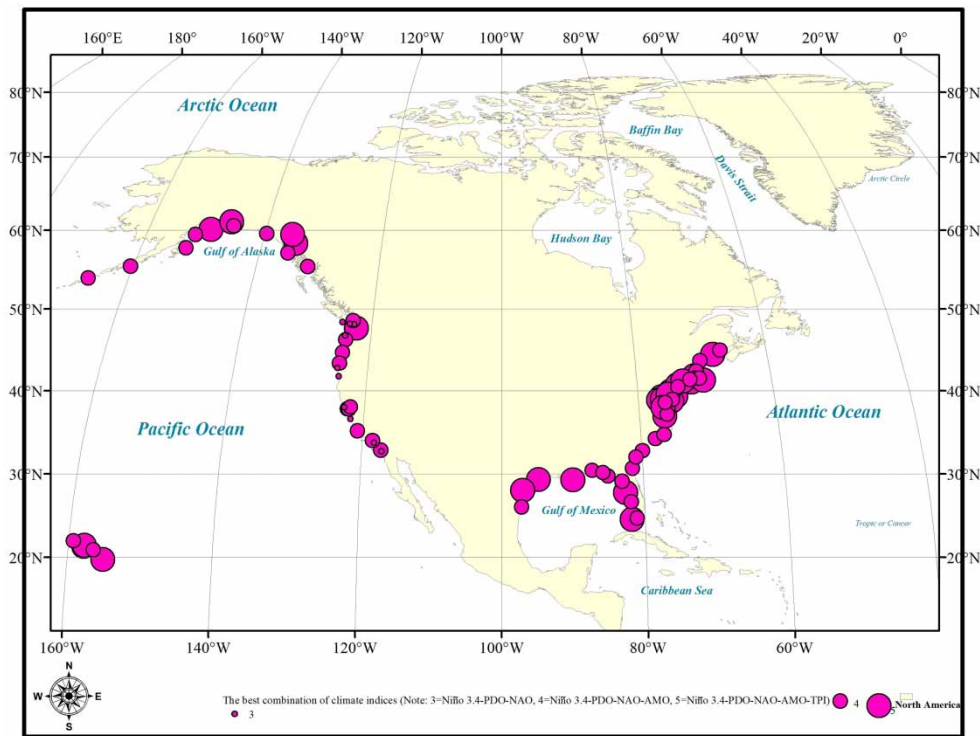 160°E 180° 160°W 140°W 120°W 100°W 80°W 60°W 40°W 20°W 0°
Arctic Ocean
80°N 80°N
Baffin Bay
70°N 70°N
Davis Strait
Arctic Circle
60°N 60°N
Hudson Bay
Gulf of Alaska
50°N 50°N
40°N 40°N
Atlantic Ocean
Pacific Ocean
30°N 30°N
Gulf of Mexico
Tropic or Cancer
20°N 20°N
Caribbean Sea
160°W 140°W 120°W 100°W 80°W 60°W
N
W E
S
The best combination of climate indices (Note: 3=Niño 3.4-PDO-NAO, 4=Niño 3.4-PDO-NAO-AMO, 5=Niño 3.4-PDO-NAO-AMO-TPI) 4 North America
3 5